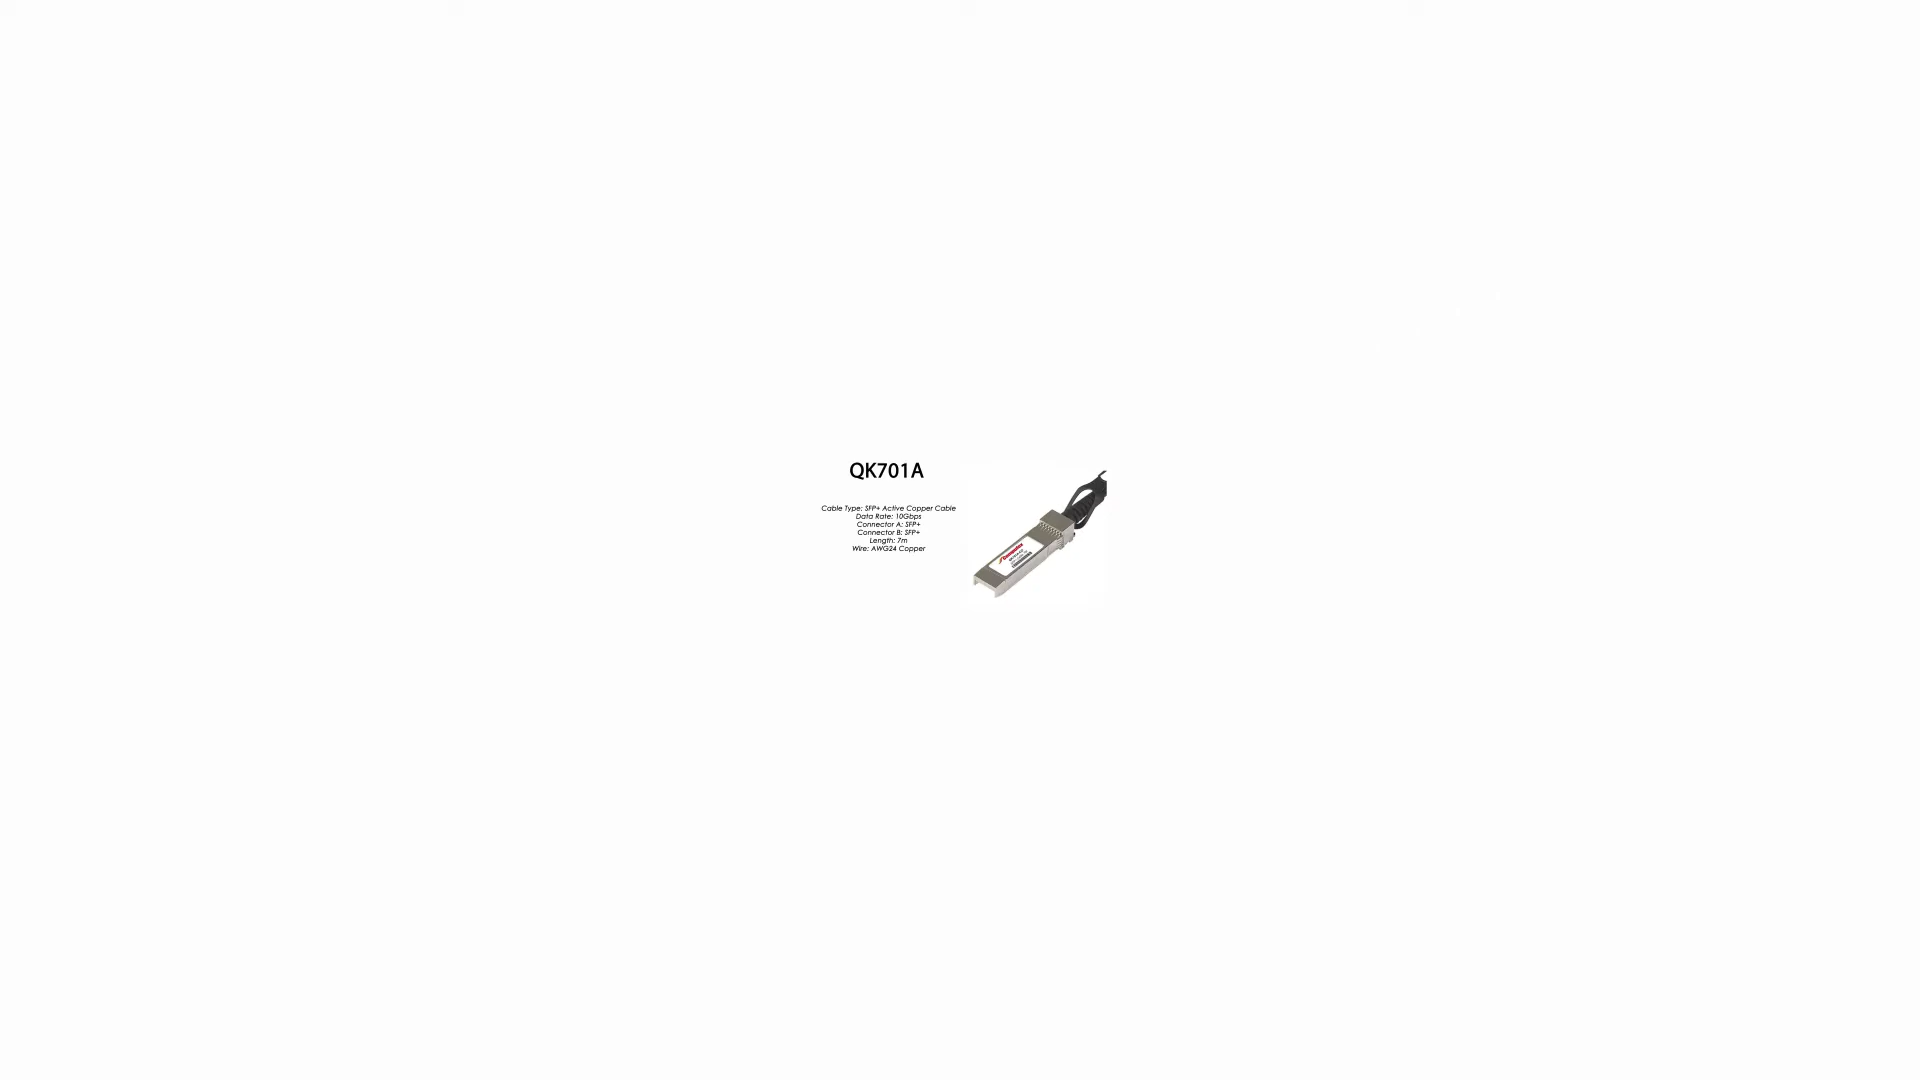 QK701A
Cable Type: SFP+ Active Copper Cable
Data Rate: 10Gbps
Connector A: SFP+
Connector B: SFP+
Length: 7m
Wire: AWG24 Copper